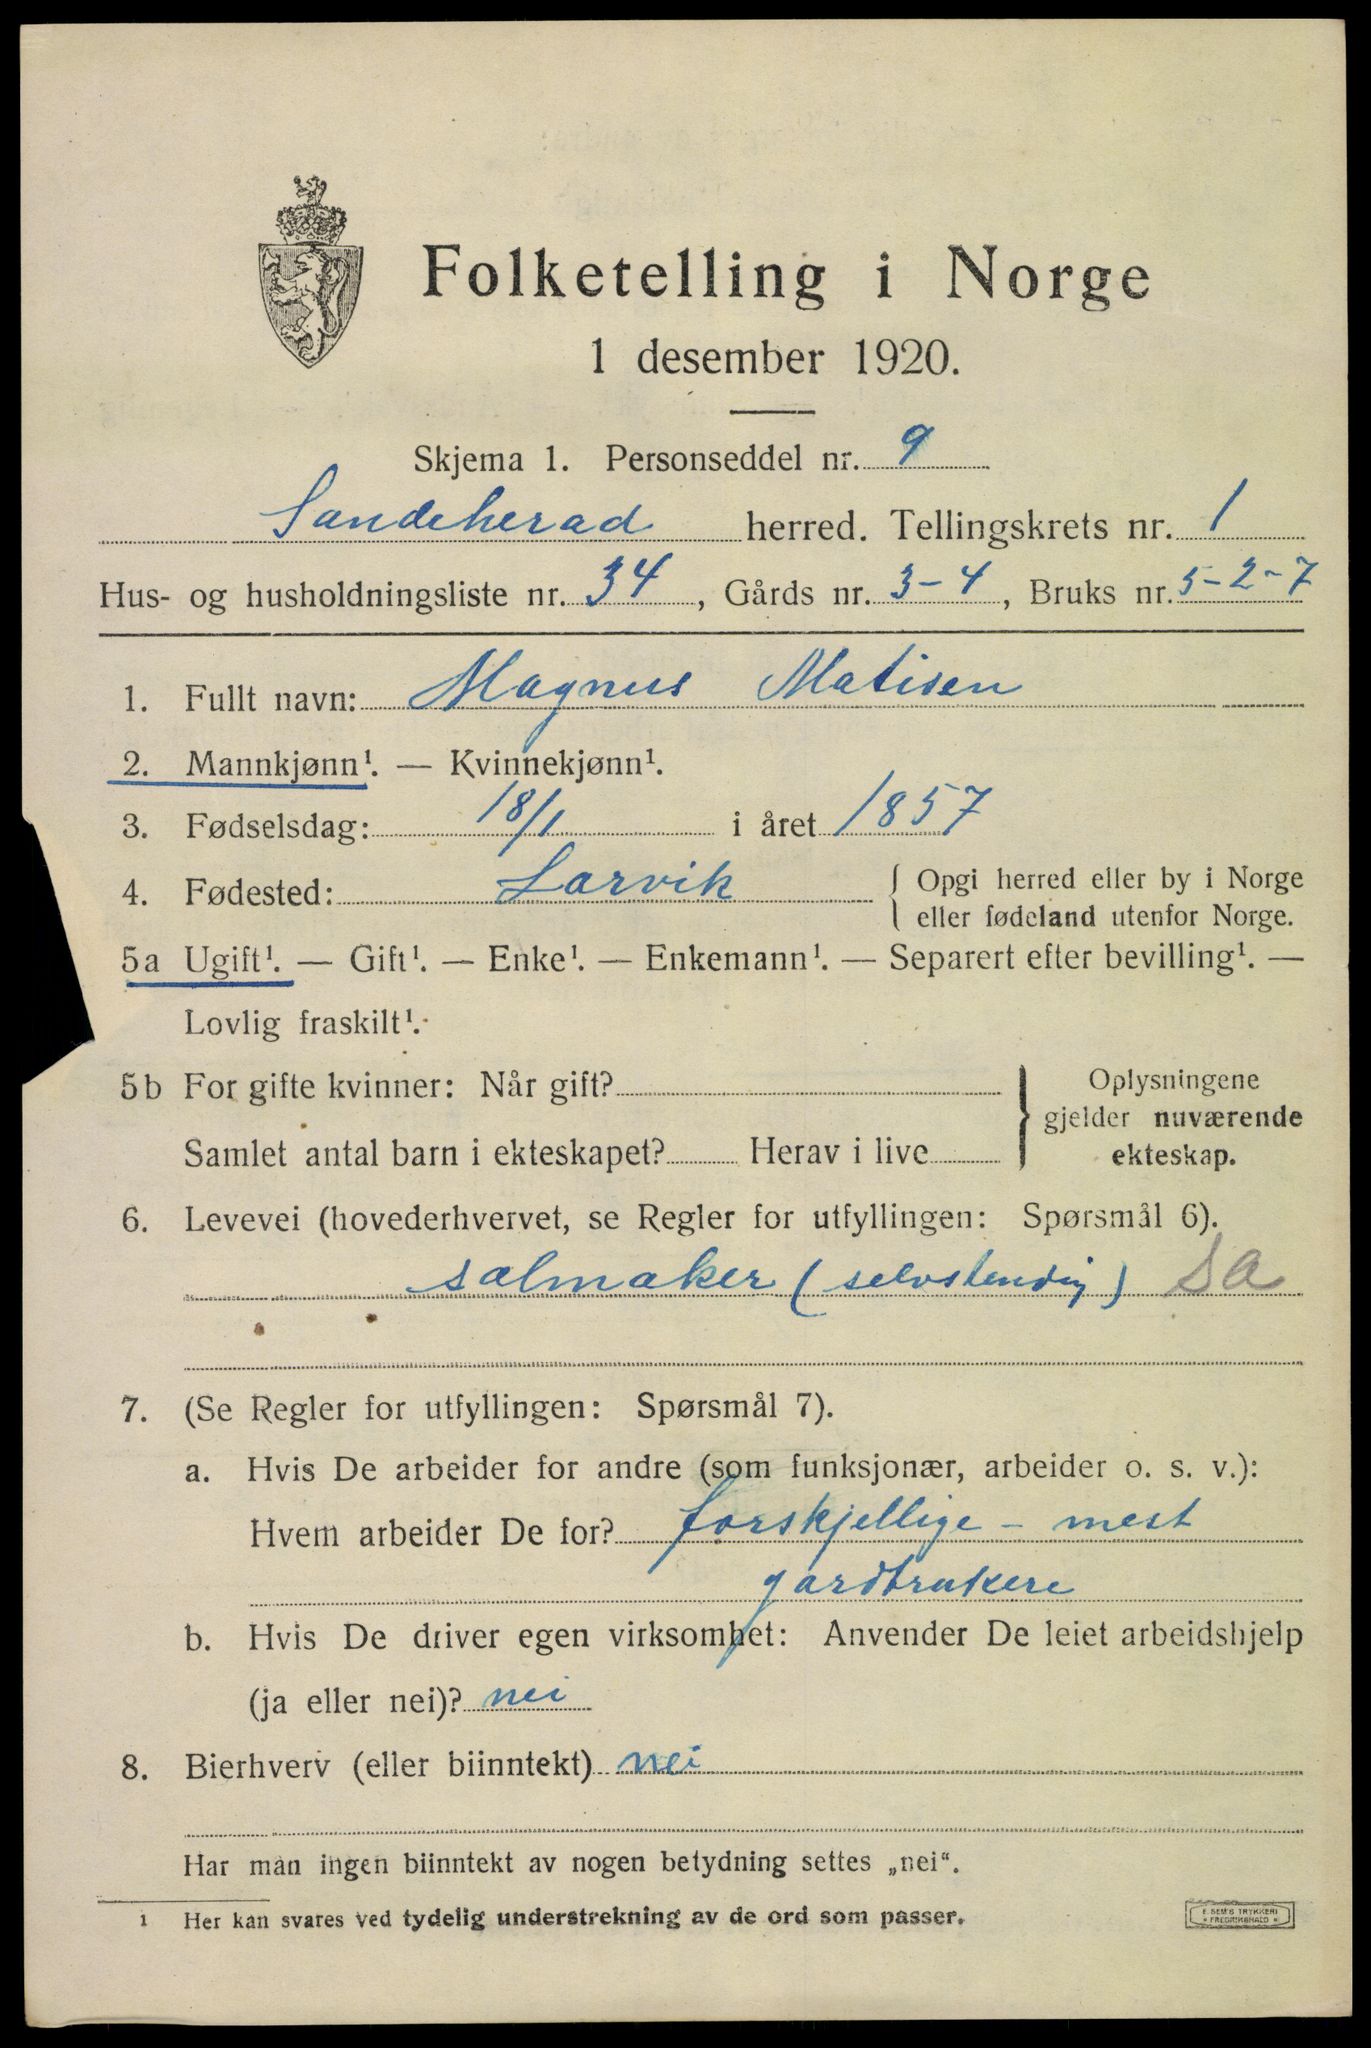 Folketelling i Norge
1 desember 1920.
Skjema 1. Personseddel nr. 9
Sandeherad herred. Tellingskrets nr. 1
Hus- og husholdningsliste nr. 34, Gårds nr. 3-4, Bruks nr. 5-2-7
1. Fullt navn: Magnus Matisen
2. Mannkjønn¹. — Kvinnekjønn¹.
3. Fødselsdag: 18/1 i året 1857
4. Fødested: Larvik { Opgi herred eller by i Norge
eller fødeland utenfor Norge.
5a Ugift¹. — Gift¹. — Enke¹. — Enkemann¹. — Separert efter bevilling¹. —
Lovlig fraskilt¹.
5b For gifte kvinner: Når gift? } Oplysningene
gjelder nuværende
Samlet antal barn i ekteskapet? Herav i live ekteskap.
6. Levevei (hovederhvervet, se Regler for utfyllingen: Spørsmål 6).
salmaker (selvstendig) Sa
7. (Se Regler for utfyllingen: Spørsmål 7).
a. Hvis De arbeider for andre (som funksjonær, arbeider o. s. v.):
Hvem arbeider De for? forskjellige - mest
gardbrukere
b. Hvis De driver egen virksomhet: Anvender De leiet arbeidshjelp
(ja eller nei)? nei
8. Bierhverv (eller biinntekt) nei
Har man ingen biinntekt av nogen betydning settes „nei“.
1 Her kan svares ved tydelig understrekning av de ord som passer.
E. SEM'S TRYKKERI
FREDRIKSHALD